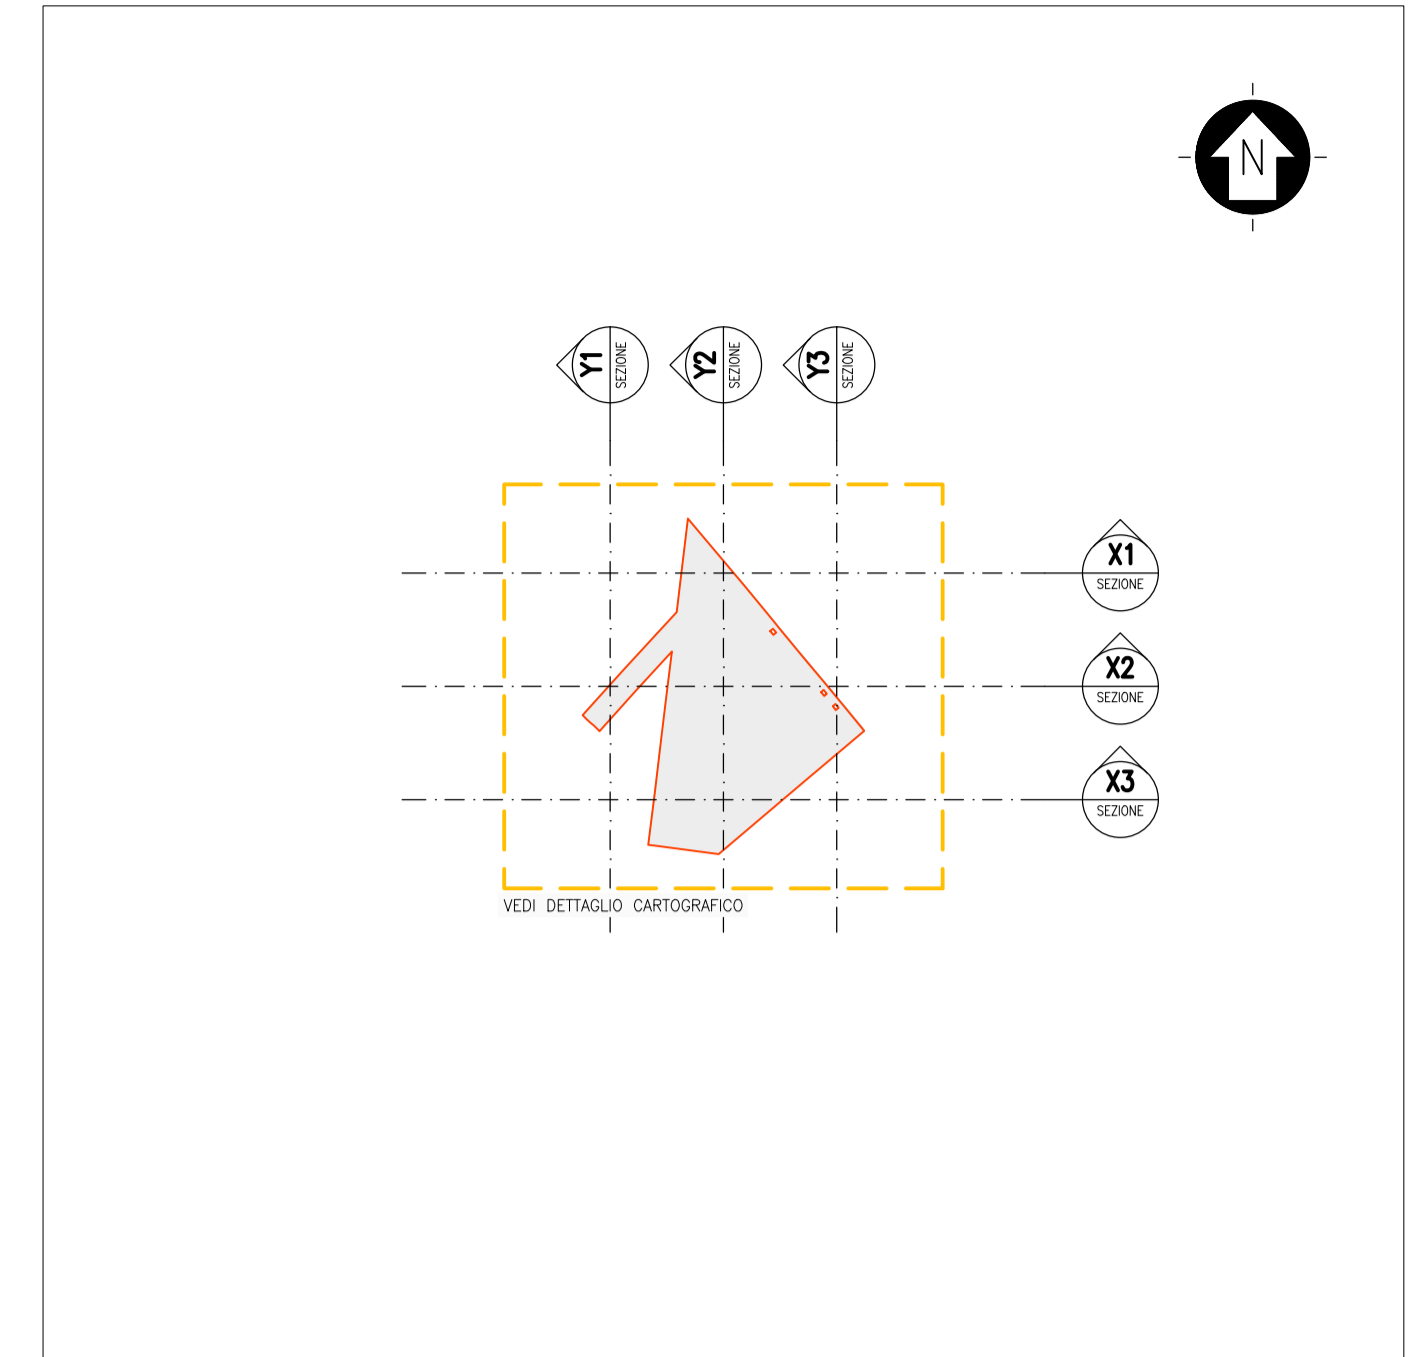 N
Y1
SEZIONE
Y2
SEZIONE
Y3
SEZIONE
X1
SEZIONE
X2
SEZIONE
X3
SEZIONE
VEDI DETTAGLIO CARTOGRAFICO